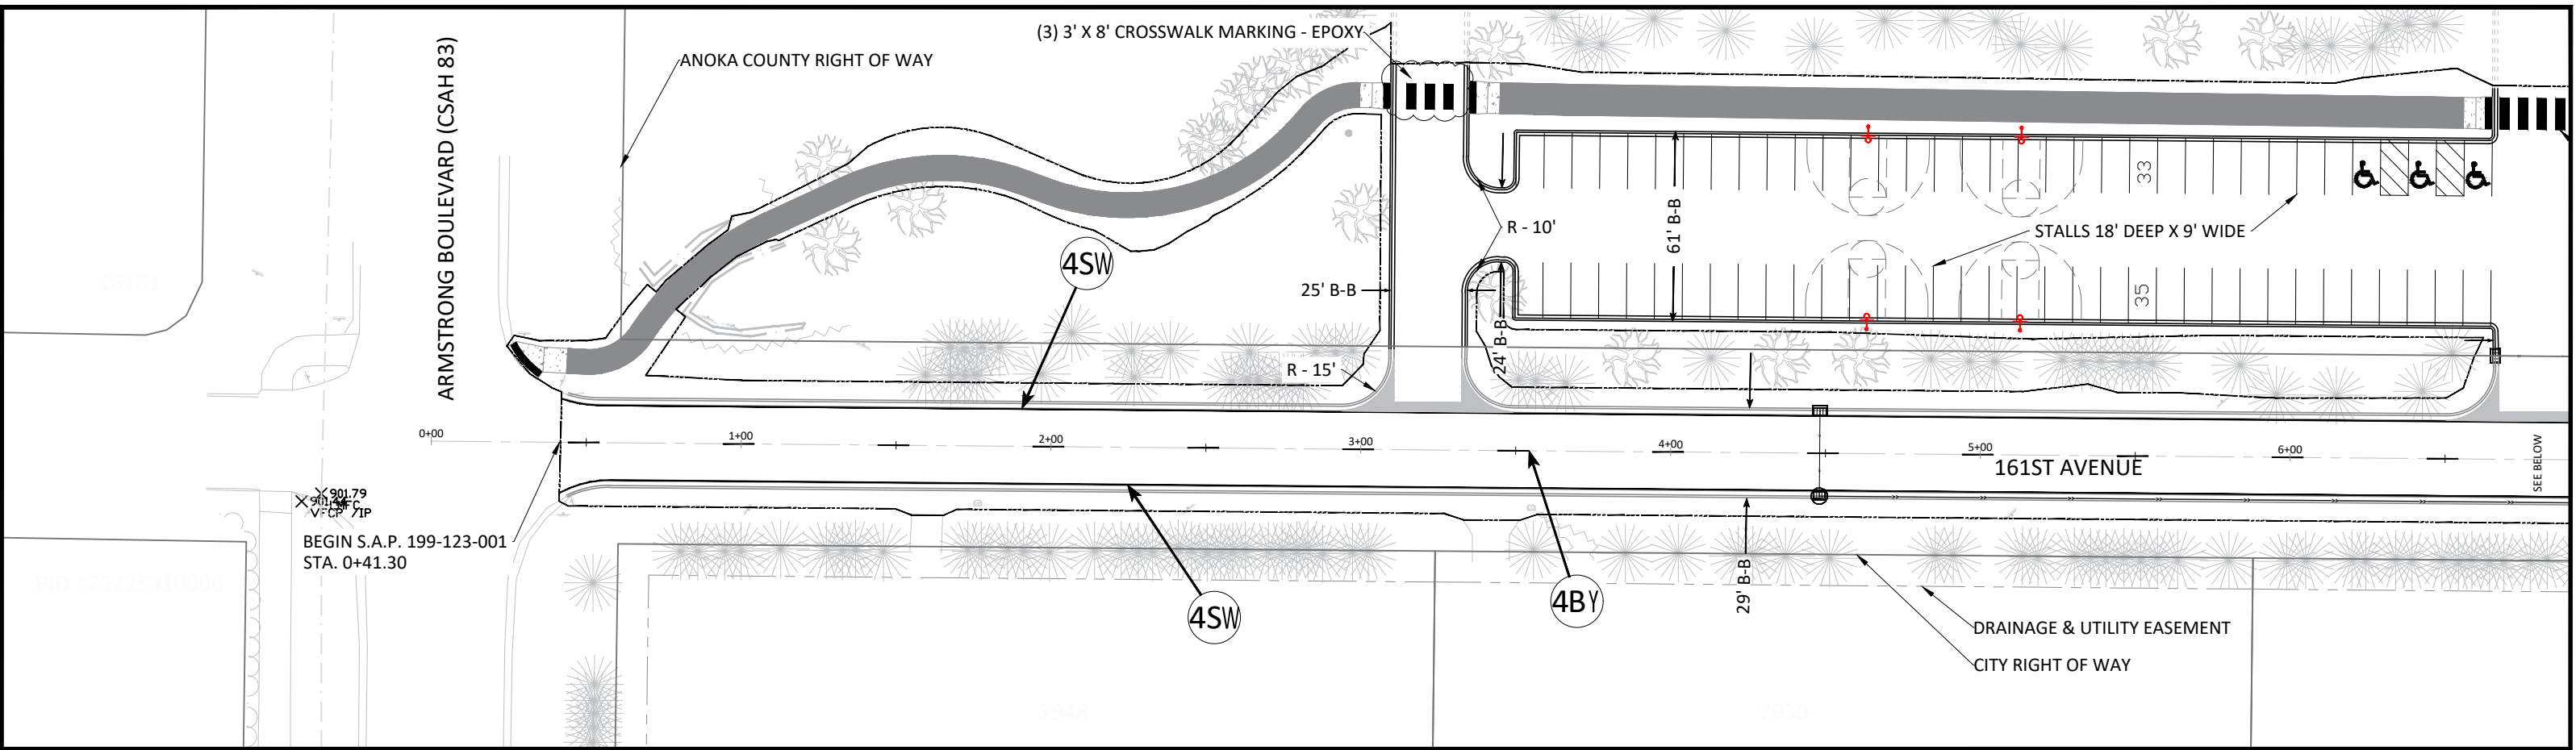 (3) 3' X 8' CROSSWALK MARKING - EPOXY
ANOKA COUNTY RIGHT OF WAY
ARMSTRONG BOULEVARD (CSAH 83)
4SW
R - 10'
61' B-B
33
STALLS 18' DEEP X 9' WIDE
35
25' B-B
24' B-B
R - 15'
16101
0+00
1+00
2+00
3+00
4+00
5+00
6+00
161ST AVENUE
SEE BELOW
901.79
BEGIN S.A.P. 199-123-001
STA. 0+41.30
4SW
4BY
29' B-B
DRAINAGE & UTILITY EASEMENT
CITY RIGHT OF WAY